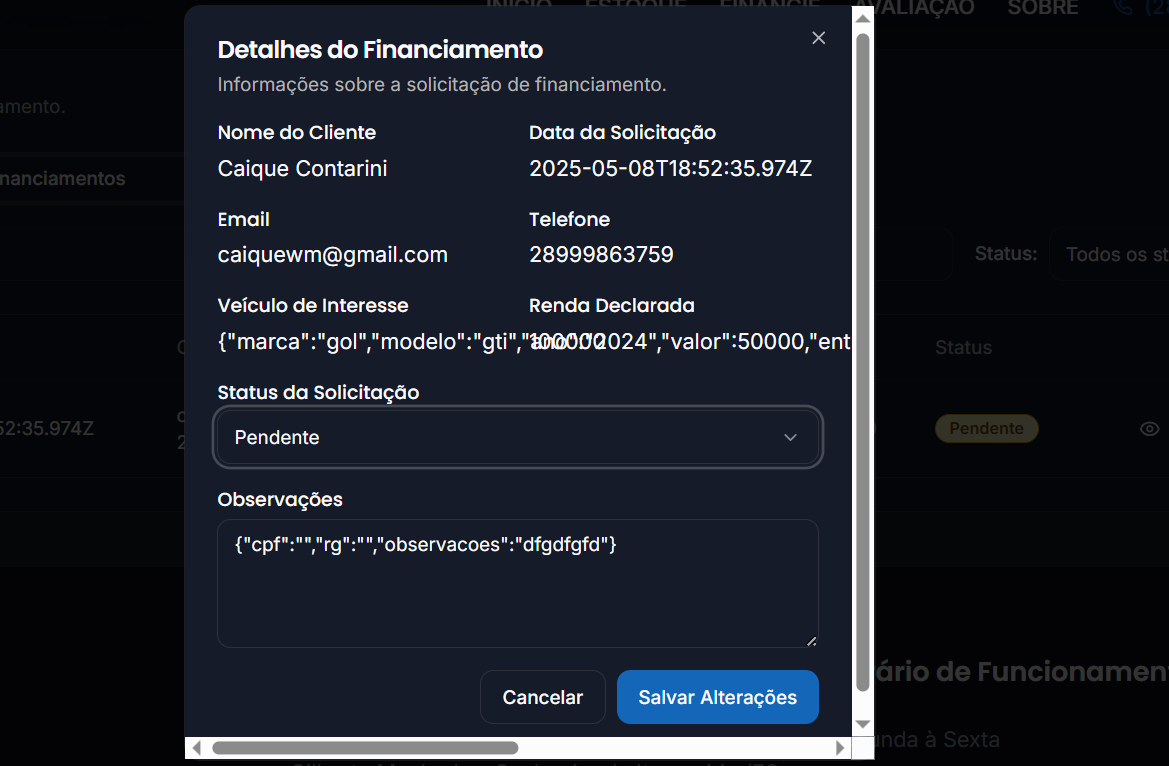 INÍCIO ESTOQUE FINANCIE AVALIAÇÃO SOBRE
Detalhes do Financiamento
Informações sobre a solicitação de financiamento.
amento.
Nome do Cliente Data da Solicitação
Caique Contarini 2025-05-08T18:52:35.974Z
nanciamentos
Email Telefone
caiquewm@gmail.com 28999863759
Status: Todos os st
Veículo de Interesse Renda Declarada
{"marca":"gol","modelo":"gti","ano":"2024","valor":50000,"ent
100000
Status
Status da Solicitação
52:35.974Z
Pendente
Pendente
Observações
{"cpf":"","rg":"","observacoes":"dfgdfgfd"}
Cancelar Salvar Alterações
ário de Funcionament
unda à Sexta